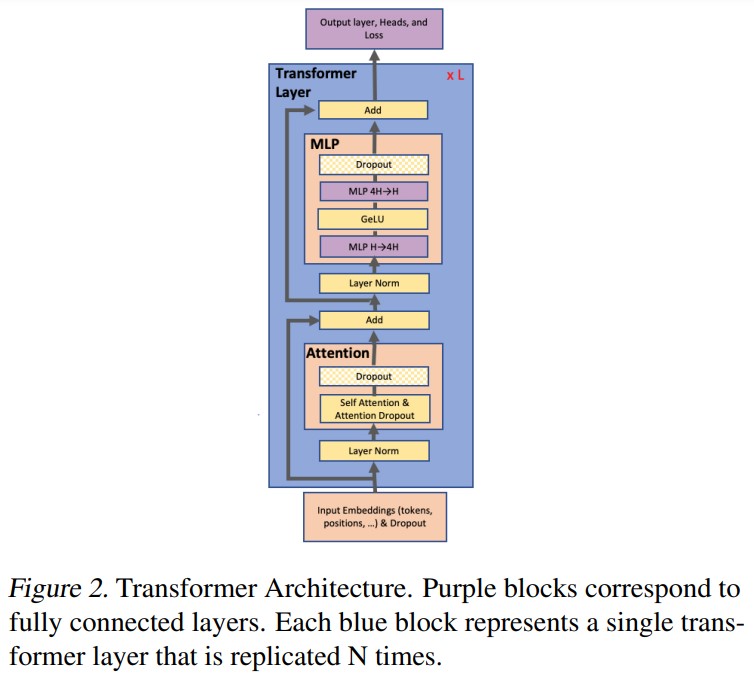 Output layer, Heads, and
Loss
Transformer
Layer
x L
Add
MLP
Dropout
MLP 4H→H
GeLU
MLP H→4H
Layer Norm
Add
Attention
Dropout
Self Attention &
Attention Dropout
Layer Norm
Input Embeddings (tokens,
positions, ...) & Dropout
Figure 2. Transformer Architecture. Purple blocks correspond to
fully connected layers. Each blue block represents a single trans-
former layer that is replicated N times.